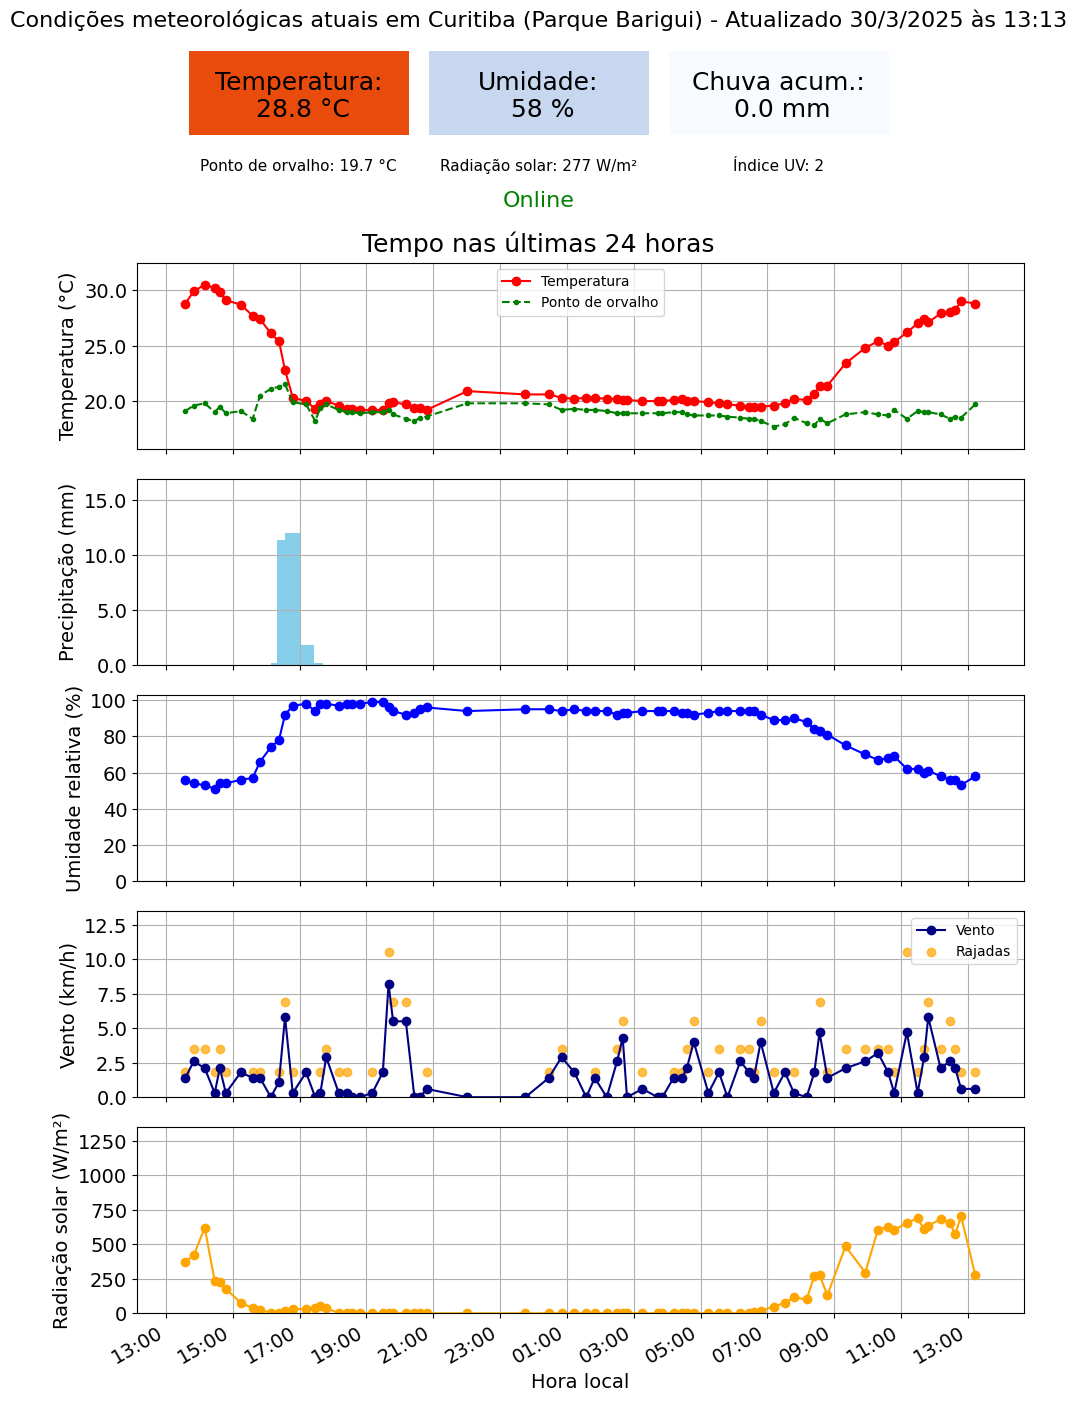 Condições meteorológicas atuais em Curitiba (Parque Barigui) - Atualizado 30/3/2025 às 13:13
Temperatura:
28.8 °C
Umidade:
58 %
Chuva acum.:
0.0 mm
Ponto de orvalho: 19.7 °C
Radiação solar: 277 W/m²
Índice UV: 2
Online
Tempo nas últimas 24 horas
Temperatura (°C)
30.0
25.0
20.0
Temperatura
Ponto de orvalho
Precipitação (mm)
15.0
10.0
5.0
0.0
Umidade relativa (%)
100
80
60
40
20
0
Vento (km/h)
12.5
10.0
7.5
5.0
2.5
0.0
Vento
Rajadas
Radiação solar (W/m²)
1250
1000
750
500
250
0
13:00
15:00
17:00
19:00
21:00
23:00
01:00
03:00
05:00
07:00
09:00
11:00
13:00
Hora local